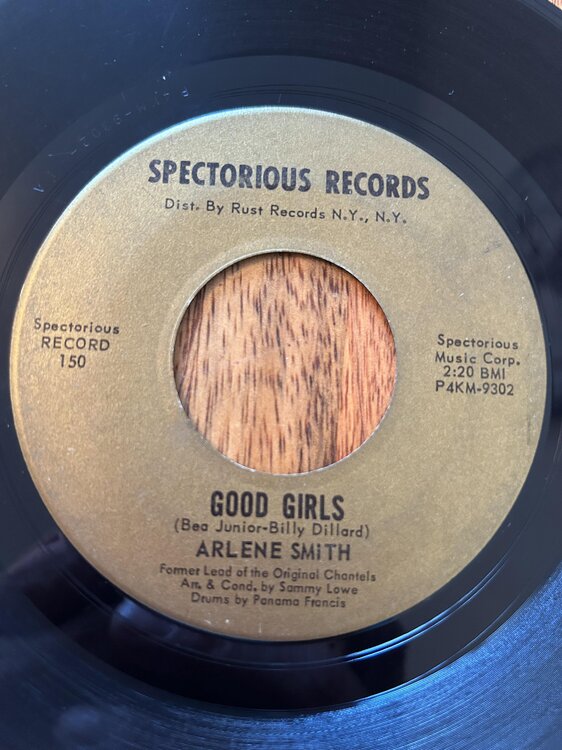 SPECTORIOUS RECORDS
Dist. By Rust Records N.Y., N.Y.
Spectorious
RECORD
150
Spectorious
Music Corp.
2:20 BMI
P4KM-9302
GOOD GIRLS
(Bea Junior-Billy Dillard)
ARLENE SMITH
Former Lead of the Original Chantels
Arr. & Cond. by Sammy Lowe
Drums by Panama Francis